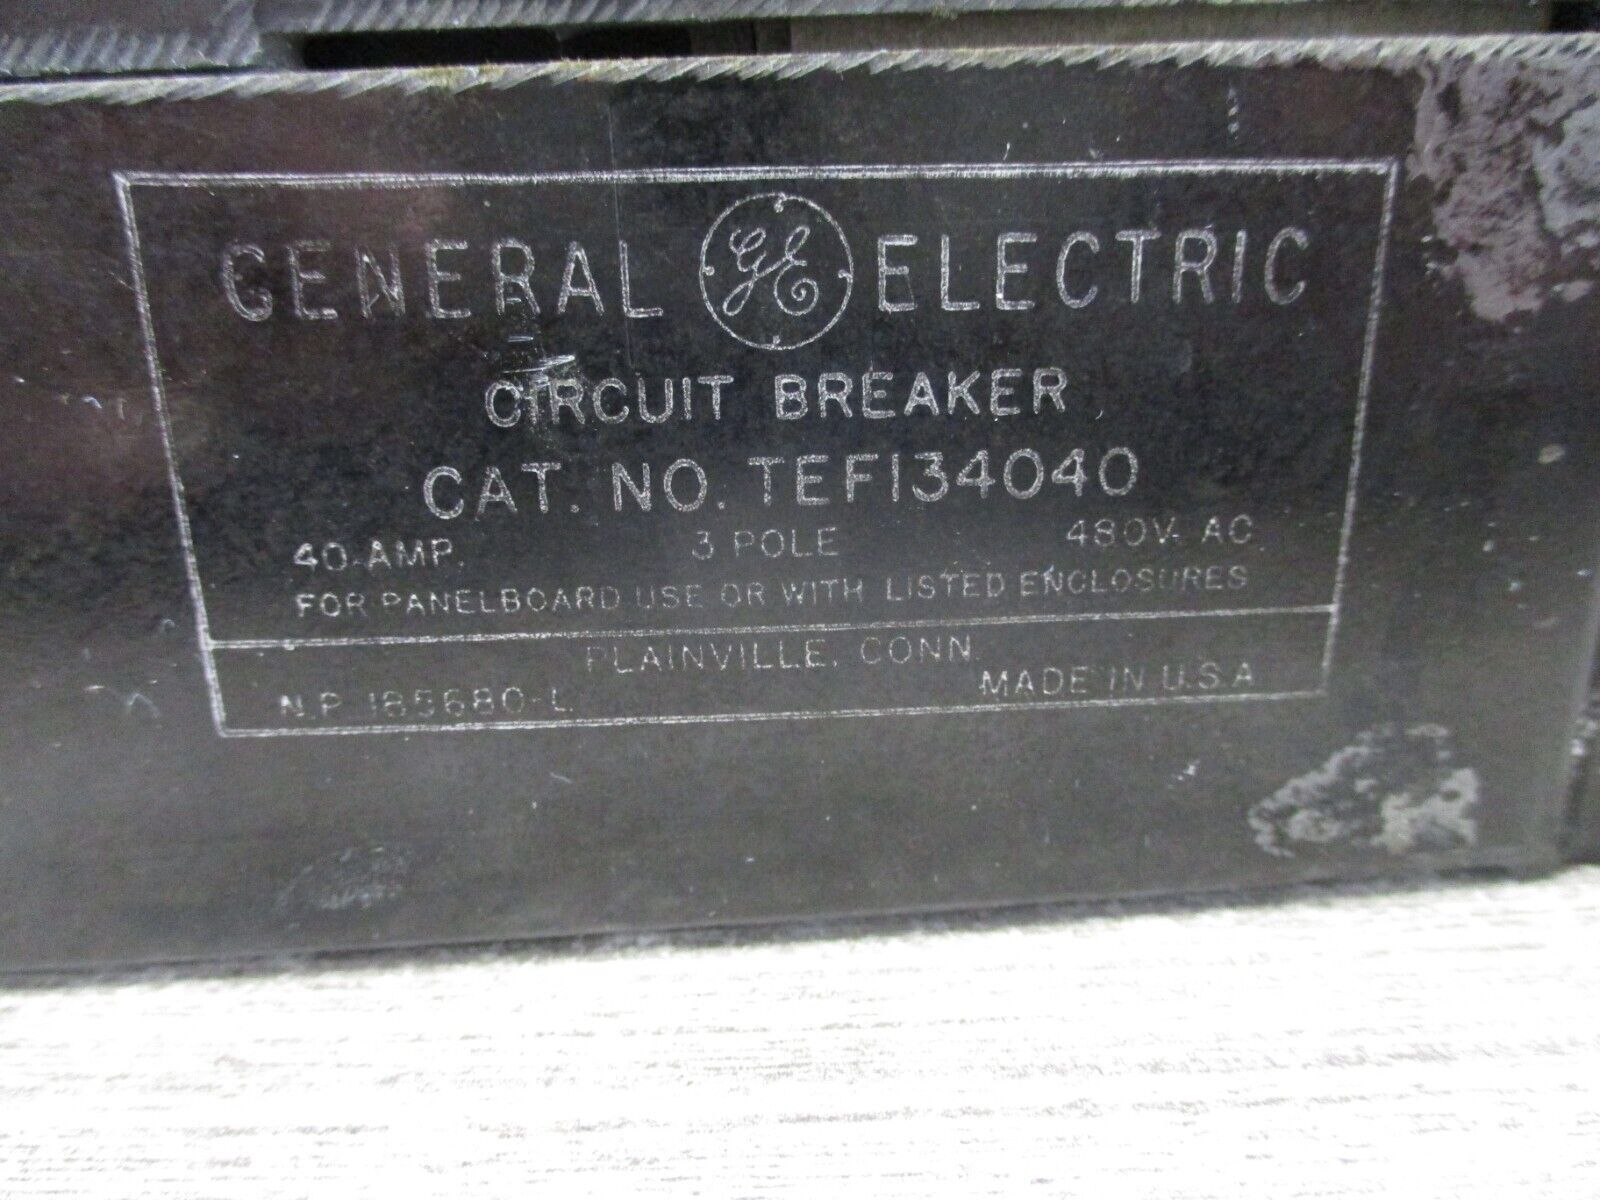 GENERAL GE ELECTRIC
CIRCUIT BREAKER
CAT. NO. TEF134040
40-AMP. 3 POLE 480V. AC
FOR PANELBOARD USE OR WITH LISTED ENCLOSURES
PLAINVILLE, CONN.
N.P. 185680-L MADE IN U.S.A